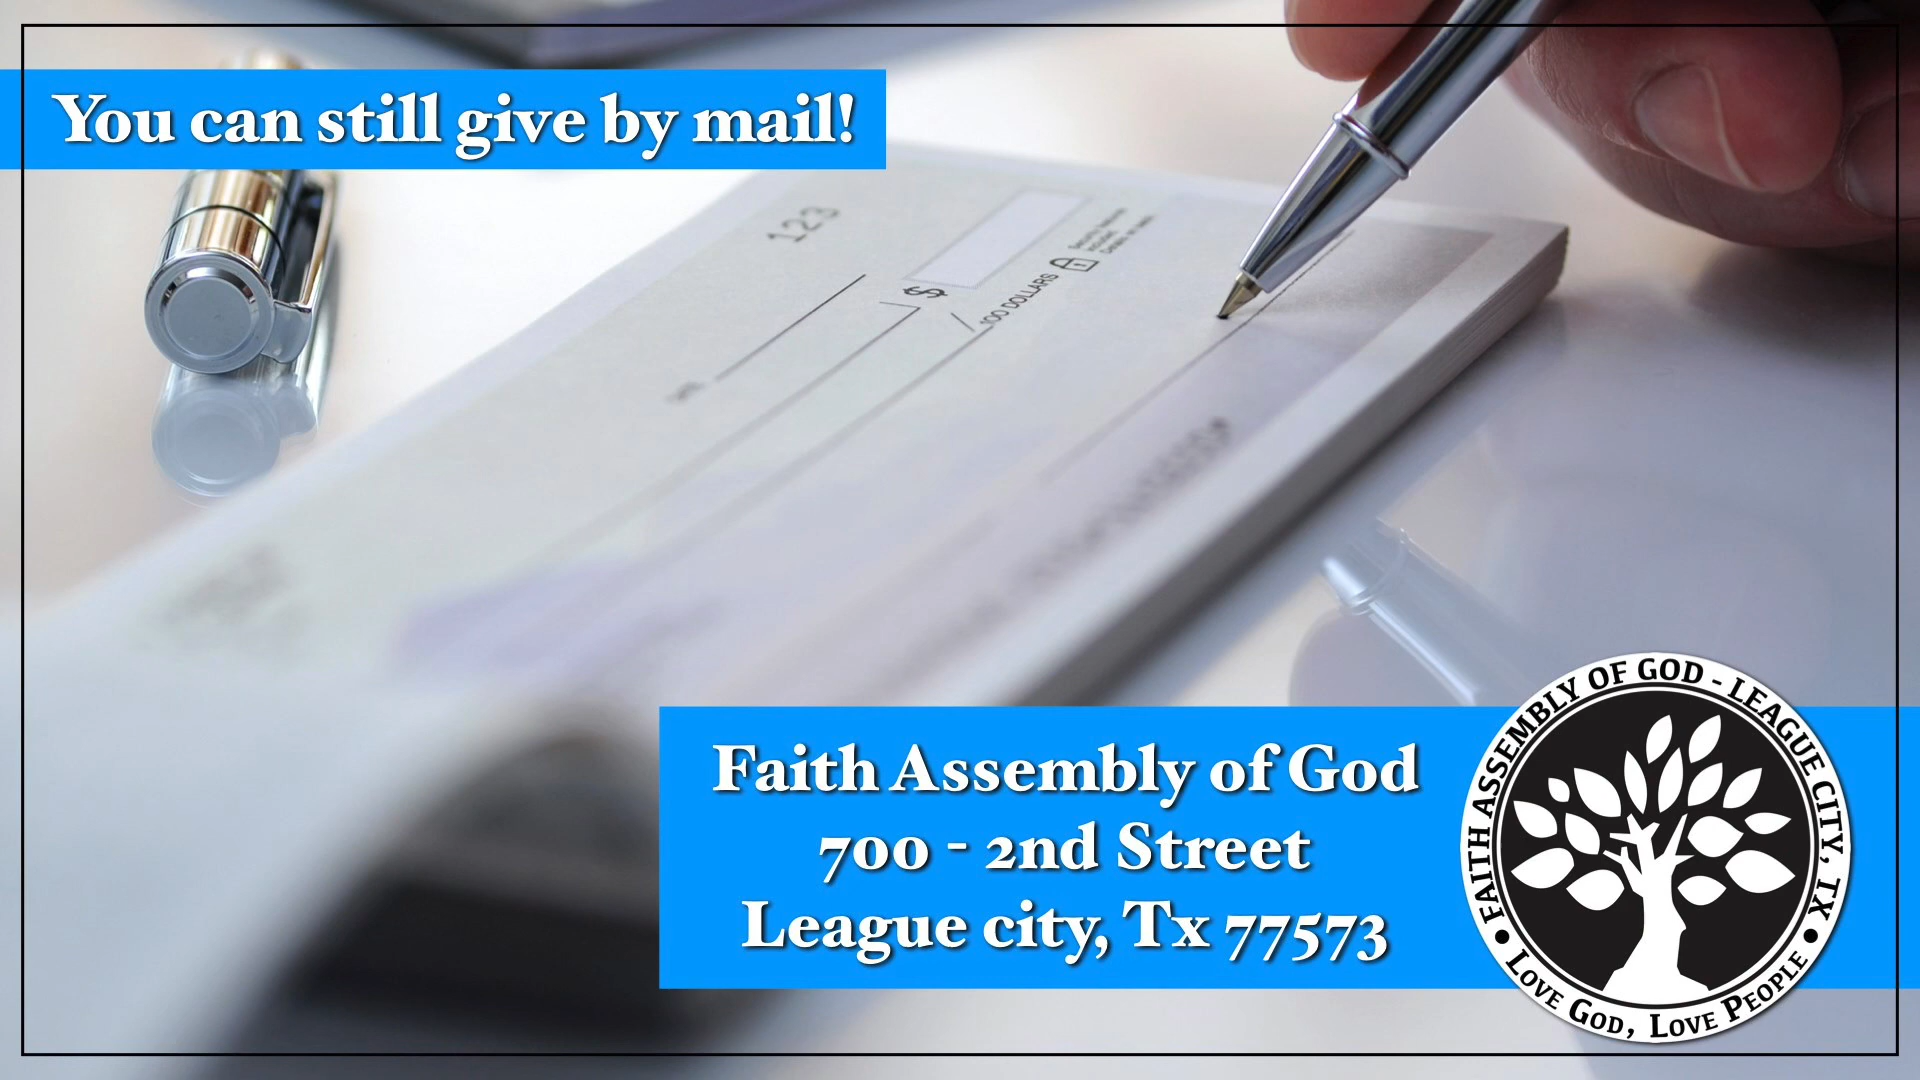 You can still give by mail!
123
$
/100 DOLLARS
Faith Assembly of God
700 - 2nd Street
League city, Tx 77573
FAITH ASSEMBLY OF GOD - LEAGUE CITY, TX
• LOVE GOD, LOVE PEOPLE •